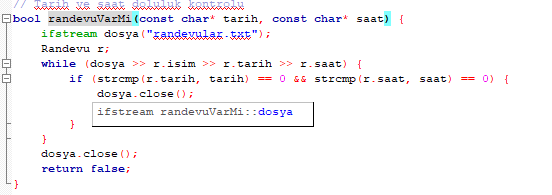 // Tarih ve saat doluluk kontrolu
bool randevuVarMi(const char* tarih, const char* saat) {
ifstream dosya("randevular.txt");
Randevu r;
while (dosya >> r.isim >> r.tarih >> r.saat) {
if (strcmp(r.tarih, tarih) == 0 && strcmp(r.saat, saat) == 0) {
dosya.close();
ifstream randevuVarMi::dosya
}
}
dosya.close();
return false;
}